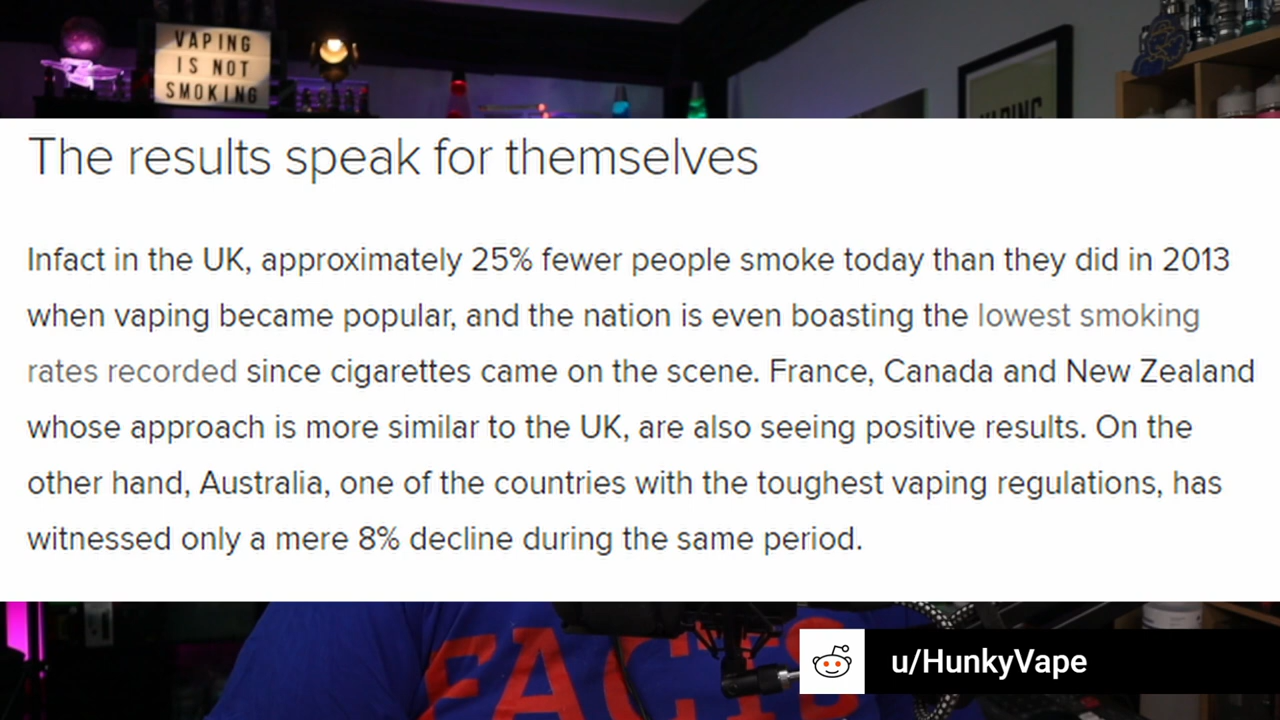 VAPING
IS NOT
SMOKING
VAPING
The results speak for themselves
Infact in the UK, approximately 25% fewer people smoke today than they did in 2013
when vaping became popular, and the nation is even boasting the lowest smoking
rates recorded since cigarettes came on the scene. France, Canada and New Zealand
whose approach is more similar to the UK, are also seeing positive results. On the
other hand, Australia, one of the countries with the toughest vaping regulations, has
witnessed only a mere 8% decline during the same period.
FACTS
u/HunkyVape